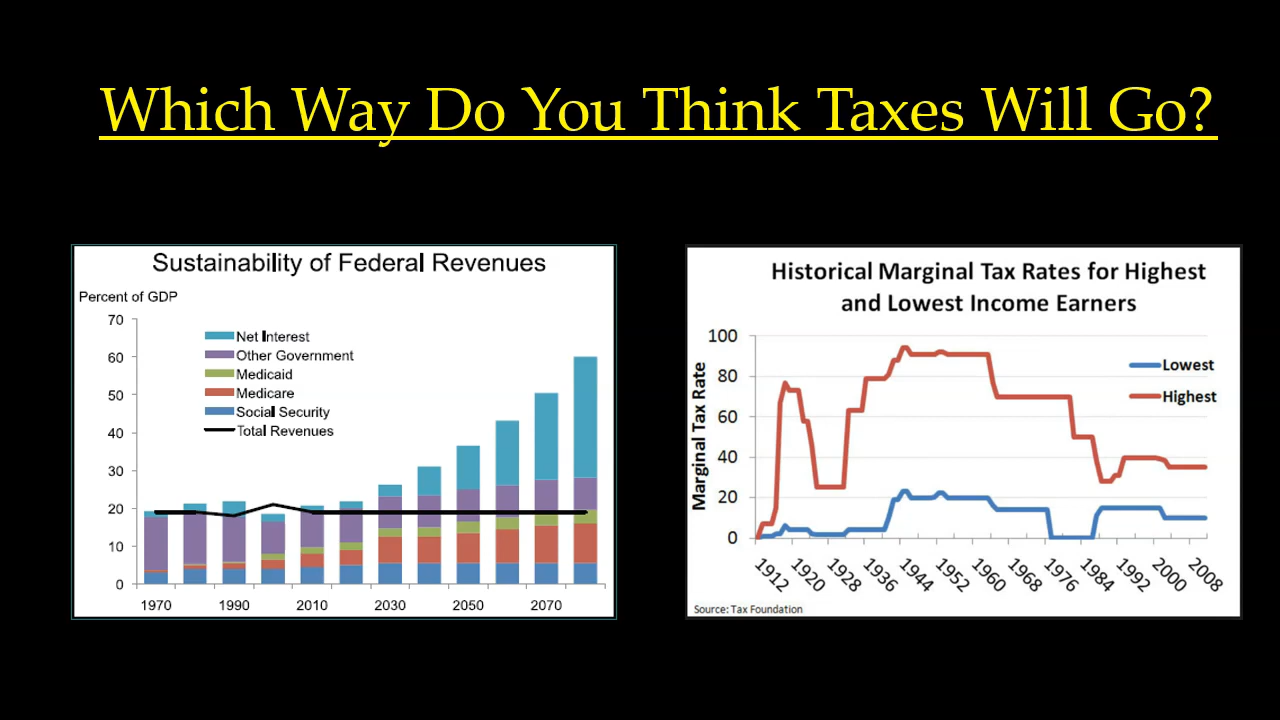 Which Way Do You Think Taxes Will Go?
Sustainability of Federal Revenues
Percent of GDP
70
60
50
40
30
20
10
0
Net Interest
Other Government
Medicaid
Medicare
Social Security
Total Revenues
1970
1990
2010
2030
2050
2070
Historical Marginal Tax Rates for Highest
and Lowest Income Earners
Marginal Tax Rate
100
80
60
40
20
0
Lowest
Highest
1912
1920
1928
1936
1944
1952
1960
1968
1976
1984
1992
2000
2008
Source: Tax Foundation